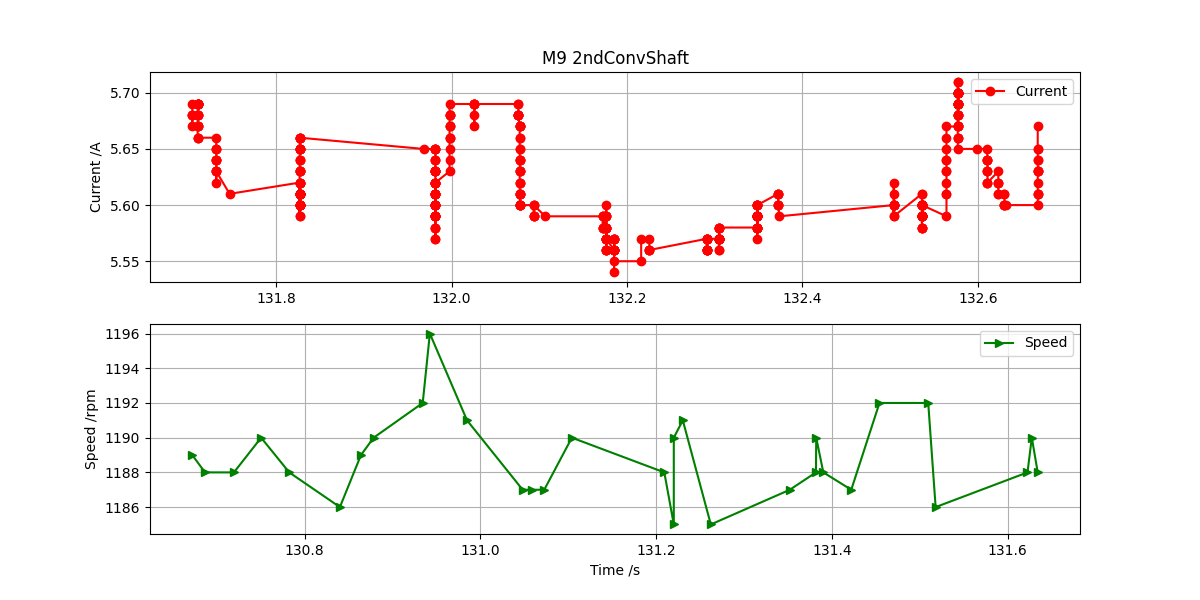 M9 2ndConvShaft
Current /A
5.70
5.65
5.60
5.55
Current
131.8 132.0 132.2 132.4 132.6
Speed /rpm
1196
1194
1192
1190
1188
1186
Speed
130.8 131.0 131.2 131.4 131.6
Time /s